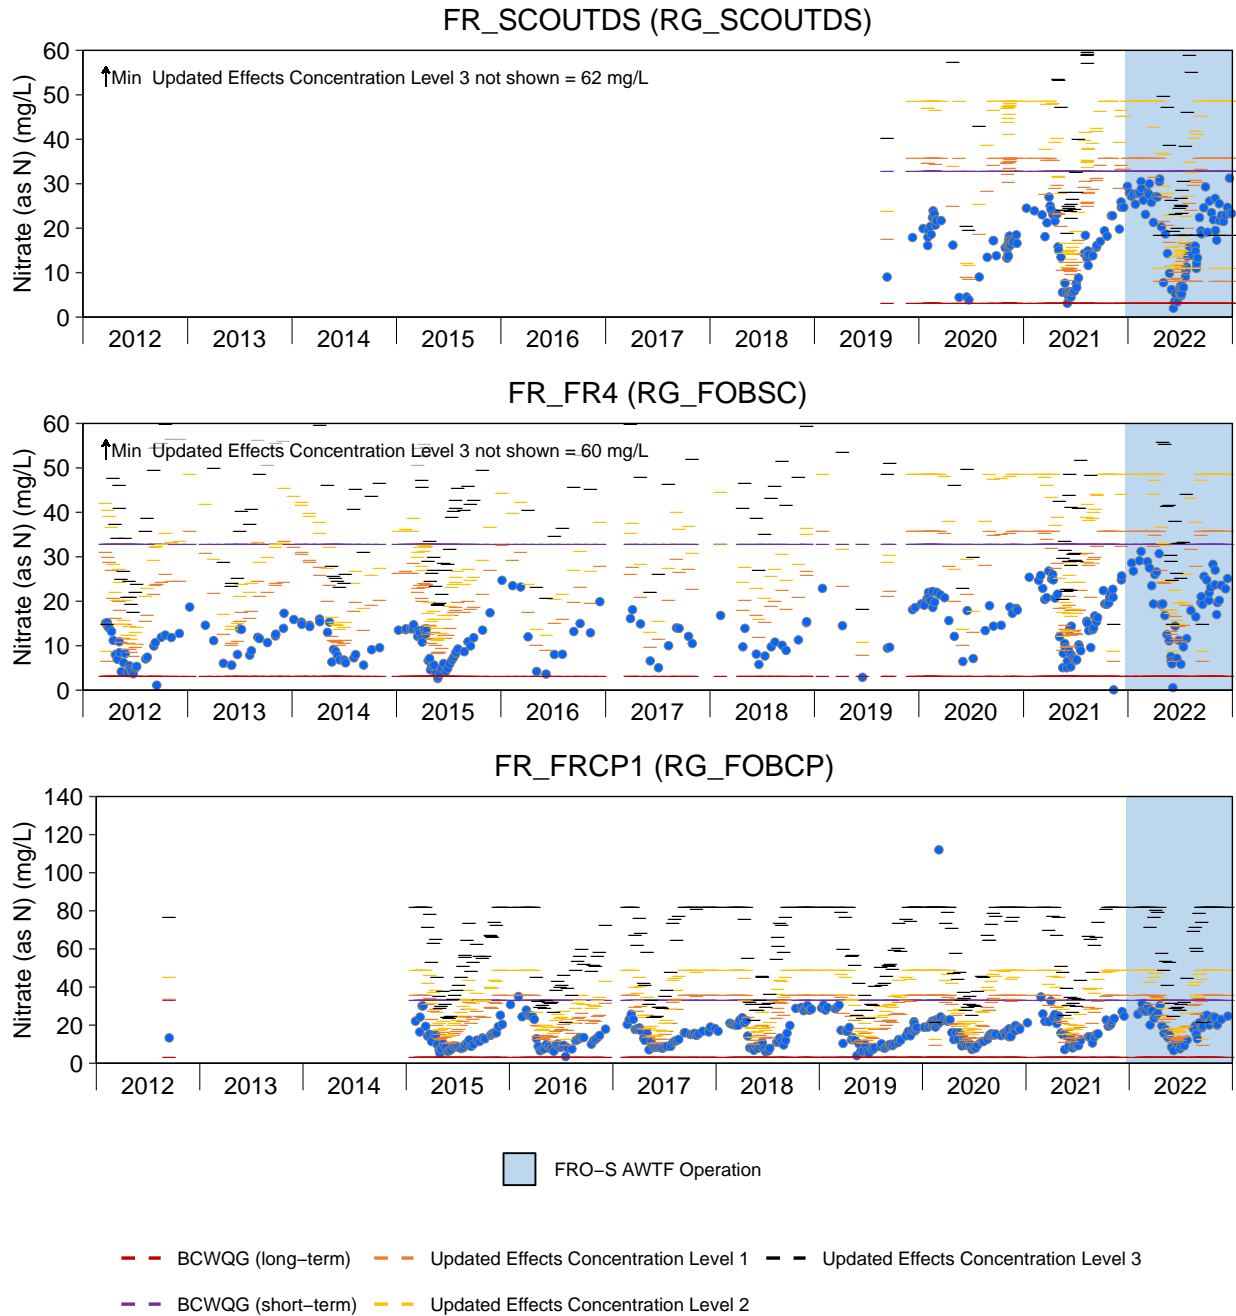 FR_SCOUTDS (RG_SCOUTDS)
Nitrate (as N) (mg/L)
60
50
40
30
20
10
0
Min Updated Effects Concentration Level 3 not shown = 62 mg/L
2012 2013 2014 2015 2016 2017 2018 2019 2020 2021 2022
FR_FR4 (RG_FOBSC)
Nitrate (as N) (mg/L)
60
50
40
30
20
10
0
Min Updated Effects Concentration Level 3 not shown = 60 mg/L
2012 2013 2014 2015 2016 2017 2018 2019 2020 2021 2022
FR_FRCP1 (RG_FOBCP)
Nitrate (as N) (mg/L)
140
120
100
80
60
40
20
0
2012 2013 2014 2015 2016 2017 2018 2019 2020 2021 2022
FRO−S AWTF Operation
BCWQG (long−term) Updated Effects Concentration Level 1 Updated Effects Concentration Level 3
BCWQG (short−term) Updated Effects Concentration Level 2